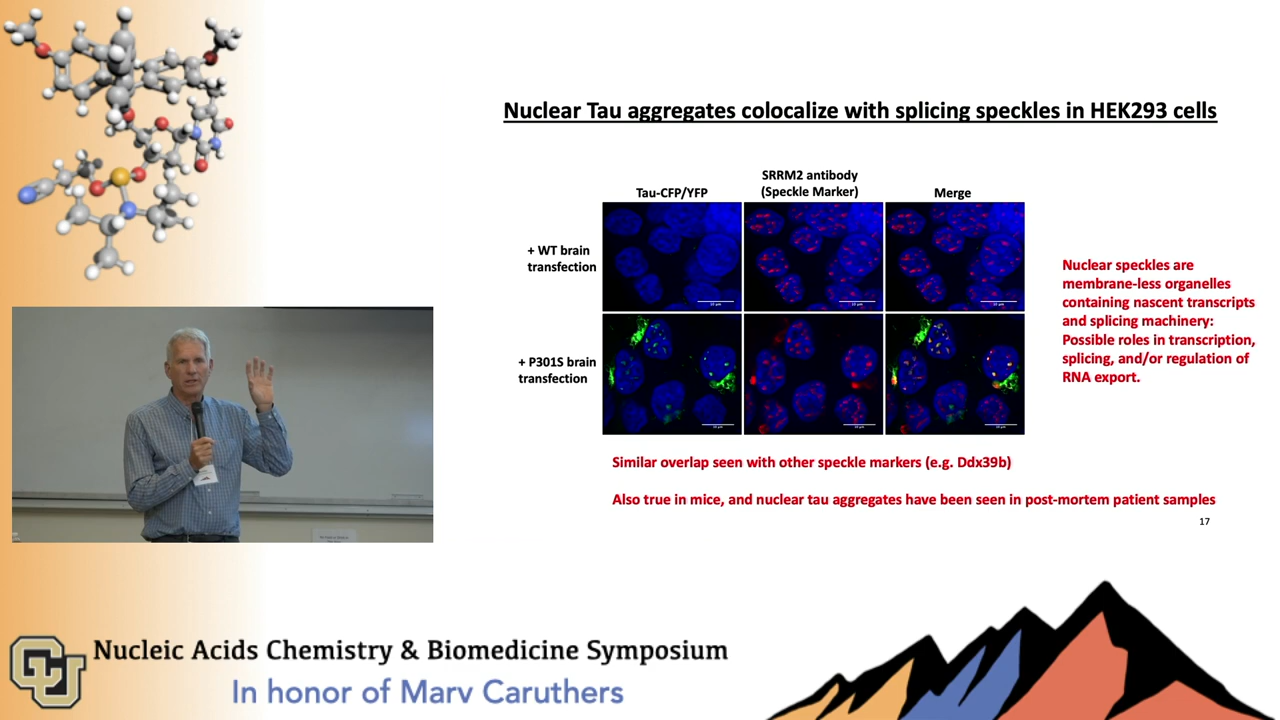 Nuclear Tau aggregates colocalize with splicing speckles in HEK293 cells
Tau-CFP/YFP
SRRM2 antibody
(Speckle Marker)
Merge
+ WT brain
transfection
+ P301S brain
transfection
Nuclear speckles are
membrane-less organelles
containing nascent transcripts
and splicing machinery:
Possible roles in transcription,
splicing, and/or regulation of
RNA export.
Similar overlap seen with other speckle markers (e.g. Ddx39b)
Also true in mice, and nuclear tau aggregates have been seen in post-mortem patient samples
17
CU
Nucleic Acids Chemistry & Biomedicine Symposium
In honor of Marv Caruthers